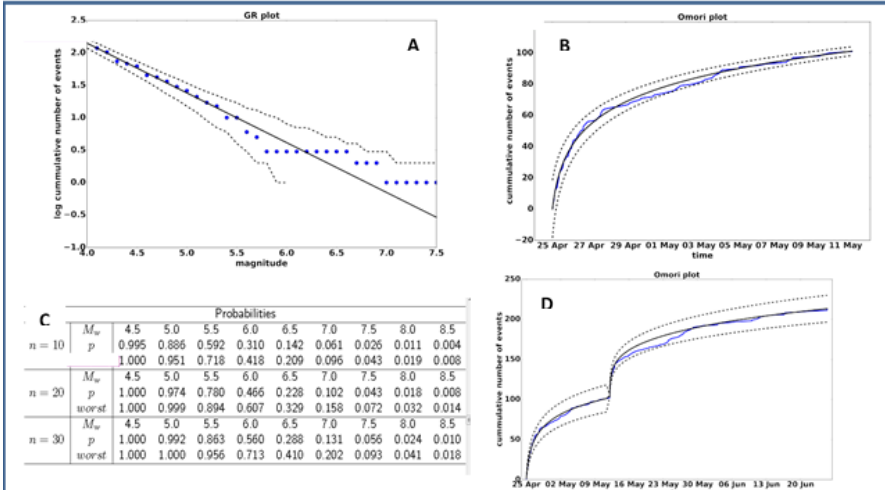 GR plot
A
2.5
2.0
1.5
1.0
0.5
0.0
−0.5
−1.0
4.0 4.5 5.0 5.5 6.0 6.5 7.0 7.5
magnitude
log cummulative number of events
Omori plot
B
100
80
60
40
20
0
−20
25 Apr 27 Apr 29 Apr 01 May 03 May 05 May 07 May 09 May 11 May
time
cummulative number of events
C
Probabilities
M_w 4.5 5.0 5.5 6.0 6.5 7.0 7.5 8.0 8.5
n = 10 p 0.995 0.886 0.592 0.310 0.142 0.061 0.026 0.011 0.004
1.000 0.951 0.718 0.418 0.209 0.096 0.043 0.019 0.008
M_w 4.5 5.0 5.5 6.0 6.5 7.0 7.5 8.0 8.5
n = 20 p 1.000 0.974 0.780 0.466 0.228 0.102 0.043 0.018 0.008
worst 1.000 0.999 0.894 0.607 0.329 0.158 0.072 0.032 0.014
M_w 4.5 5.0 5.5 6.0 6.5 7.0 7.5 8.0 8.5
n = 30 p 1.000 0.992 0.863 0.560 0.288 0.131 0.056 0.024 0.010
worst 1.000 1.000 0.956 0.713 0.410 0.202 0.093 0.041 0.018
Omori plot
D
250
200
150
100
50
0
25 Apr 02 May 09 May 16 May 23 May 30 May 06 Jun 13 Jun 20 Jun
cummulative number of events